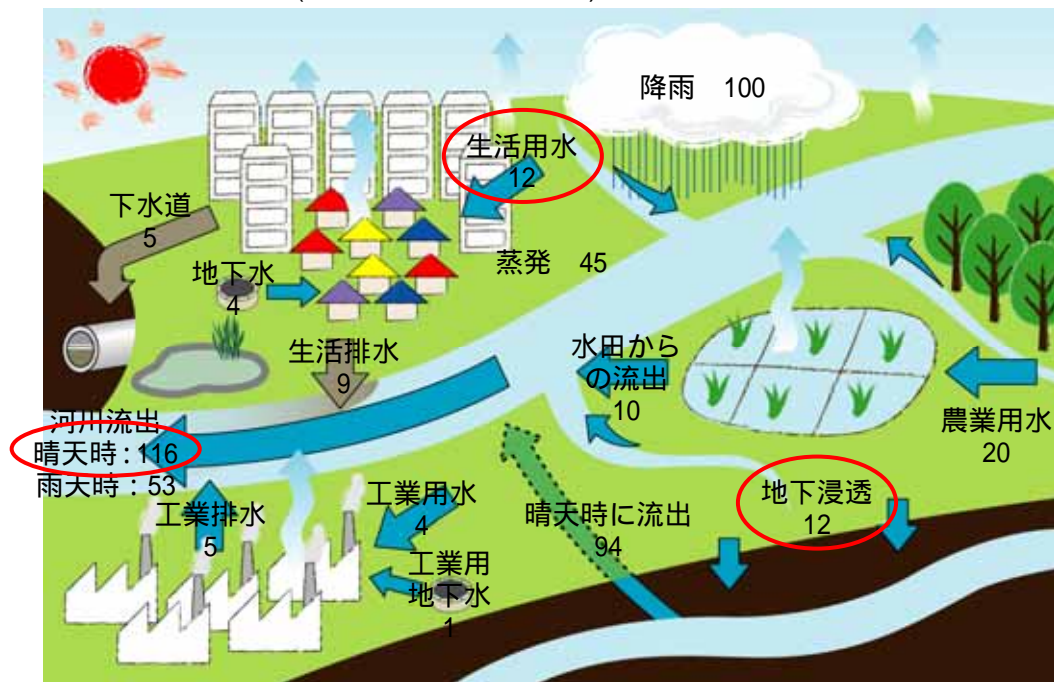 降雨 100
生活用水
12
下水道
5
蒸発 45
地下水
4
生活排水
9
水田から
の流出
10
農業用水
20
河川流出
晴天時:116
雨天時:53
工業排水
5
工業用水
4
工業用
地下水
1
晴天時に流出
94
地下浸透
12